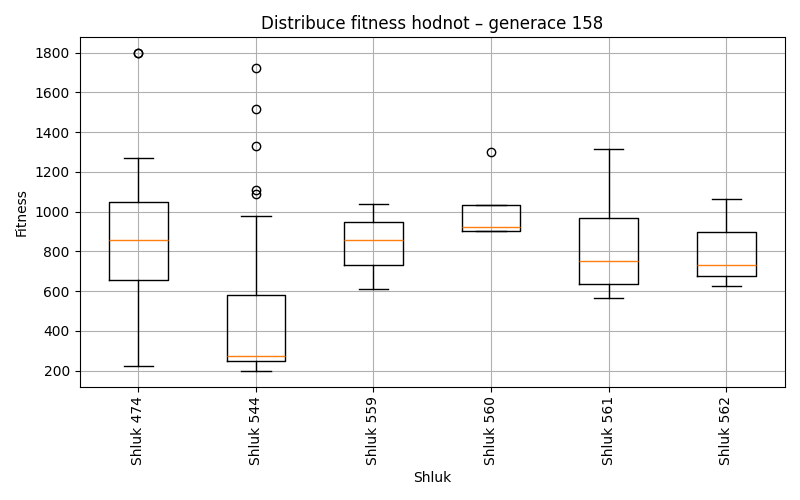 Distribuce fitness hodnot – generace 158
Fitness
1800
1600
1400
1200
1000
800
600
400
200
Shluk 474
Shluk 544
Shluk 559
Shluk 560
Shluk 561
Shluk 562
Shluk